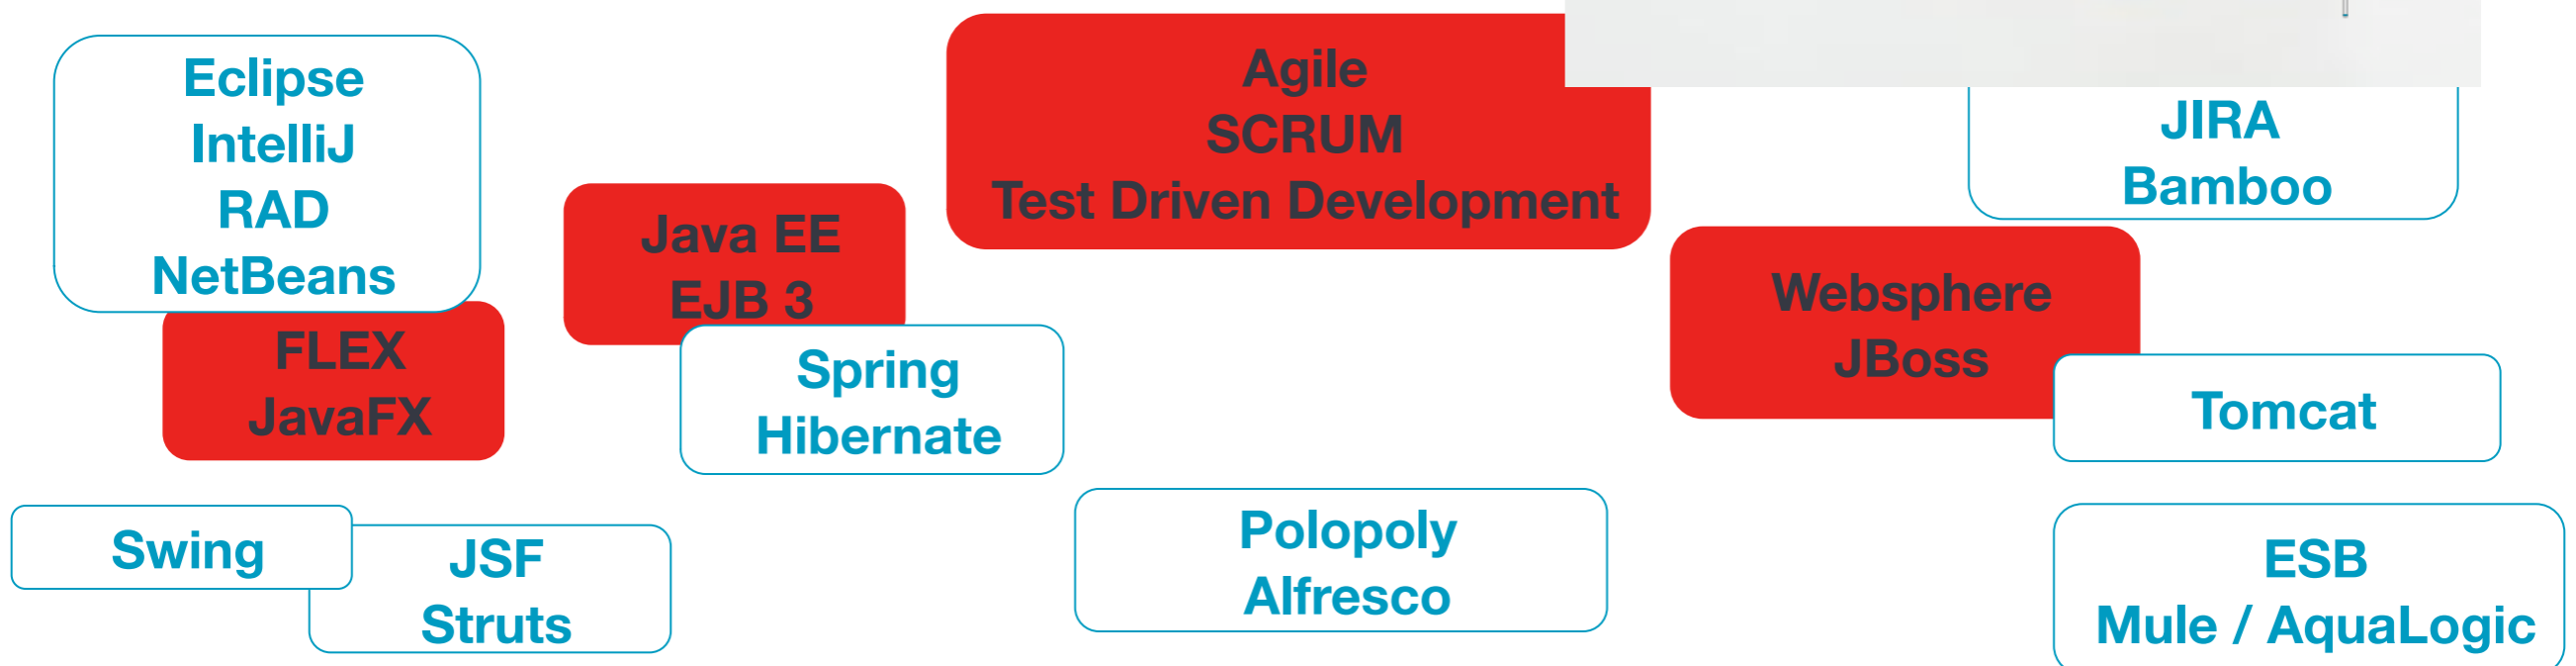 Eclipse
IntelliJ
RAD
NetBeans
FLEX
JavaFX
Java EE
EJB 3
Spring
Hibernate
Agile
SCRUM
Test Driven Development
JIRA
Bamboo
Websphere
JBoss
Tomcat
Swing
JSF
Struts
Polopoly
Alfresco
ESB
Mule / AquaLogic